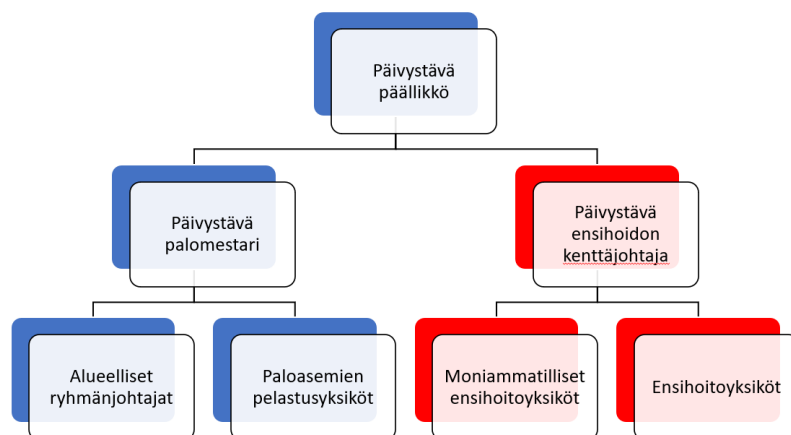 Päivystävä
päällikkö
Päivystävä
palomestari
Päivystävä
ensihoidon
kenttäjohtaja
Alueelliset
ryhmänjohtajat
Paloasemien
pelastusyksiköt
Moniammatilliset
ensihoitoyksiköt
Ensihoitoyksiköt